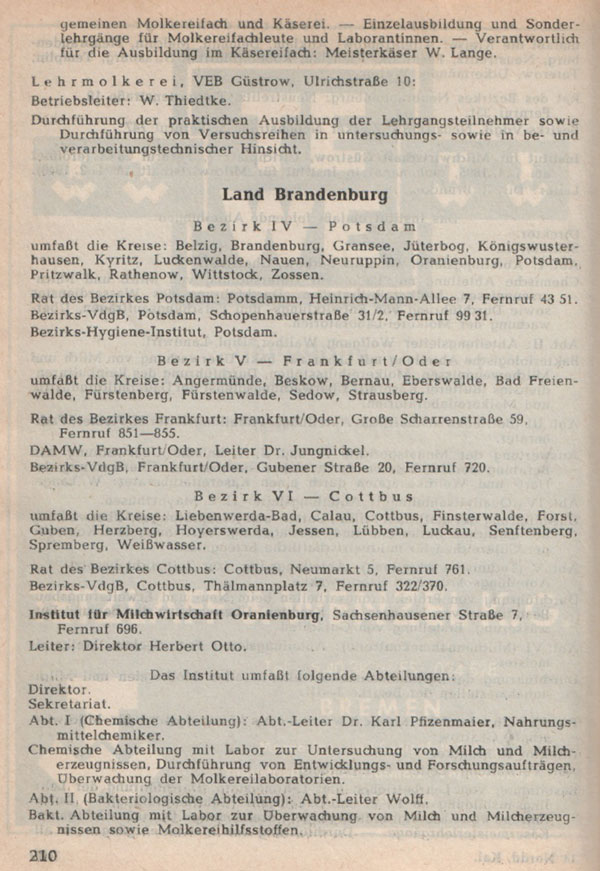 gemeinen Molkereifach und Käserei. — Einzelausbildung und Sonder-
lehrgänge für Molkereifachleute und Laborantinnen. — Verantwortlich
für die Ausbildung im Käsereifach: Meisterkäser W. Lange.
Lehrmolkerei, VEB Güstrow, Ulrichstraße 10:
Betriebsleiter: W. Thiedtke.
Durchführung der praktischen Ausbildung der Lehrgangsteilnehmer sowie
Durchführung von Versuchsreihen in untersuchungs- sowie in be- und
verarbeitungstechnischer Hinsicht.
Land Brandenburg
Bezirk IV — Potsdam
umfaßt die Kreise: Belzig, Brandenburg, Gransee, Jüterbog, Königswuster-
hausen, Kyritz, Luckenwalde, Nauen, Neuruppin, Oranienburg, Potsdam,
Pritzwalk, Rathenow, Wittstock, Zossen.
Rat des Bezirkes Potsdam: Potsdamm, Heinrich-Mann-Allee 7, Fernruf 43 51.
Bezirks-VdgB, Potsdam, Schopenhauerstraße 31/2, Fernruf 99 31.
Bezirks-Hygiene-Institut, Potsdam.
Bezirk V — Frankfurt/Oder
umfaßt die Kreise: Angermünde, Beskow, Bernau, Eberswalde, Bad Freien-
walde, Fürstenberg, Fürstenwalde, Sedow, Strausberg.
Rat des Bezirkes Frankfurt: Frankfurt/Oder, Große Scharrenstraße 59,
Fernruf 851—855.
DAMW, Frankfurt/Oder, Leiter Dr. Jungnickel.
Bezirks-VdgB, Frankfurt/Oder, Gubener Straße 20, Fernruf 720.
Bezirk VI — Cottbus
umfaßt die Kreise: Liebenwerda-Bad, Calau, Cottbus, Finsterwalde, Forst,
Guben, Herzberg, Hoyerswerda, Jessen, Lübben, Luckau, Senftenberg,
Spremberg, Weißwasser.
Rat des Bezirkes Cottbus: Cottbus, Neumarkt 5, Fernruf 761.
Bezirks-VdgB, Cottbus, Thälmannplatz 7, Fernruf 322/370.
Institut für Milchwirtschaft Oranienburg, Sachsenhausener Straße 7,
Fernruf 696.
Leiter: Direktor Herbert Otto.
Das Institut umfaßt folgende Abteilungen:
Direktor.
Sekretariat.
Abt. I (Chemische Abteilung): Abt.-Leiter Dr. Karl Pfizenmaier, Nahrungs-
mittelchemiker.
Chemische Abteilung mit Labor zur Untersuchung von Milch und Milch-
erzeugnissen, Durchführung von Entwicklungs- und Forschungsaufträgen,
Überwachung der Molkereilaboratorien.
Abt. II (Bakteriologische Abteilung): Abt.-Leiter Wolff.
Bakt. Abteilung mit Labor zur Überwachung von Milch und Milcherzeug-
nissen sowie Molkereihilfsstoffen.
210